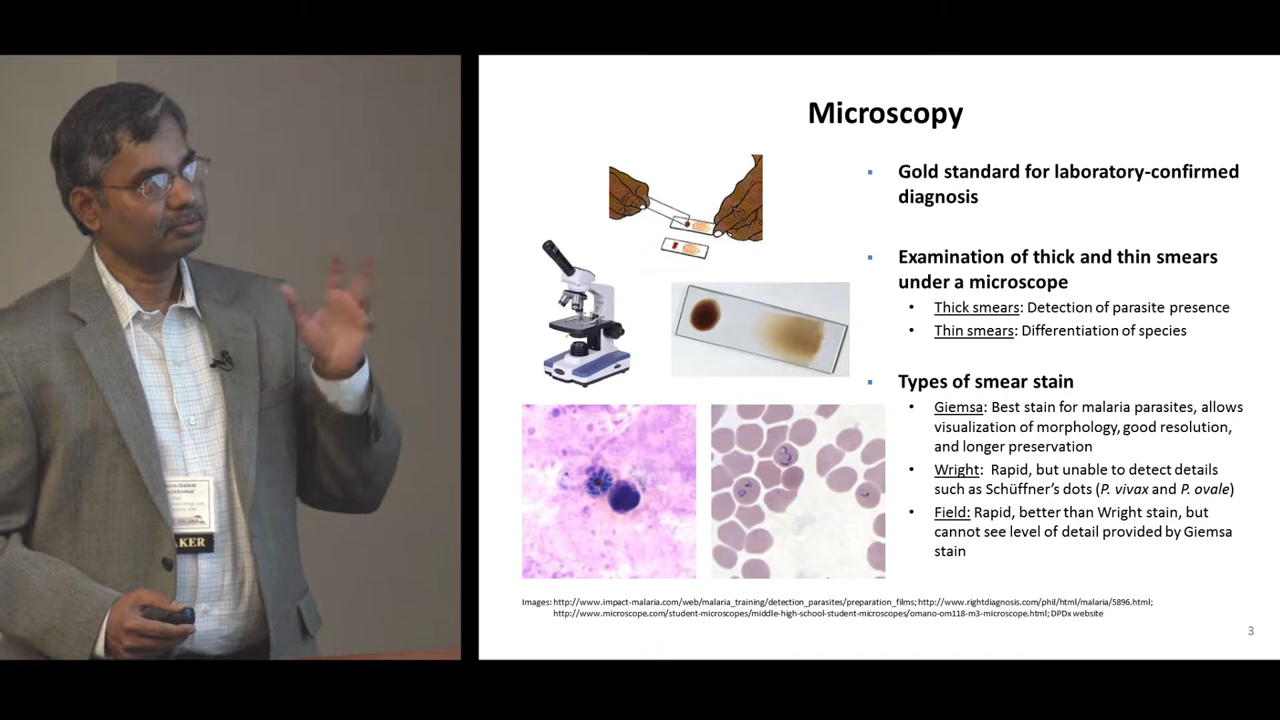 Microscopy
▪ Gold standard for laboratory-confirmed
diagnosis
▪ Examination of thick and thin smears
under a microscope
• Thick smears: Detection of parasite presence
• Thin smears: Differentiation of species
▪ Types of smear stain
• Giemsa: Best stain for malaria parasites, allows
visualization of morphology, good resolution,
and longer preservation
• Wright: Rapid, but unable to detect details
such as Schüffner's dots (P. vivax and P. ovale)
• Field: Rapid, better than Wright stain, but
cannot see level of detail provided by Giemsa
stain
Images: http://www.impact-malaria.com/web/malaria_training/detection_parasites/preparation_films; http://www.rightdiagnosis.com/phil/html/malaria/5896.html;
http://www.microscope.com/student-microscopes/middle-high-school-student-microscopes/omano-om118-m3-microscope.html; DPDx website
3
AKER